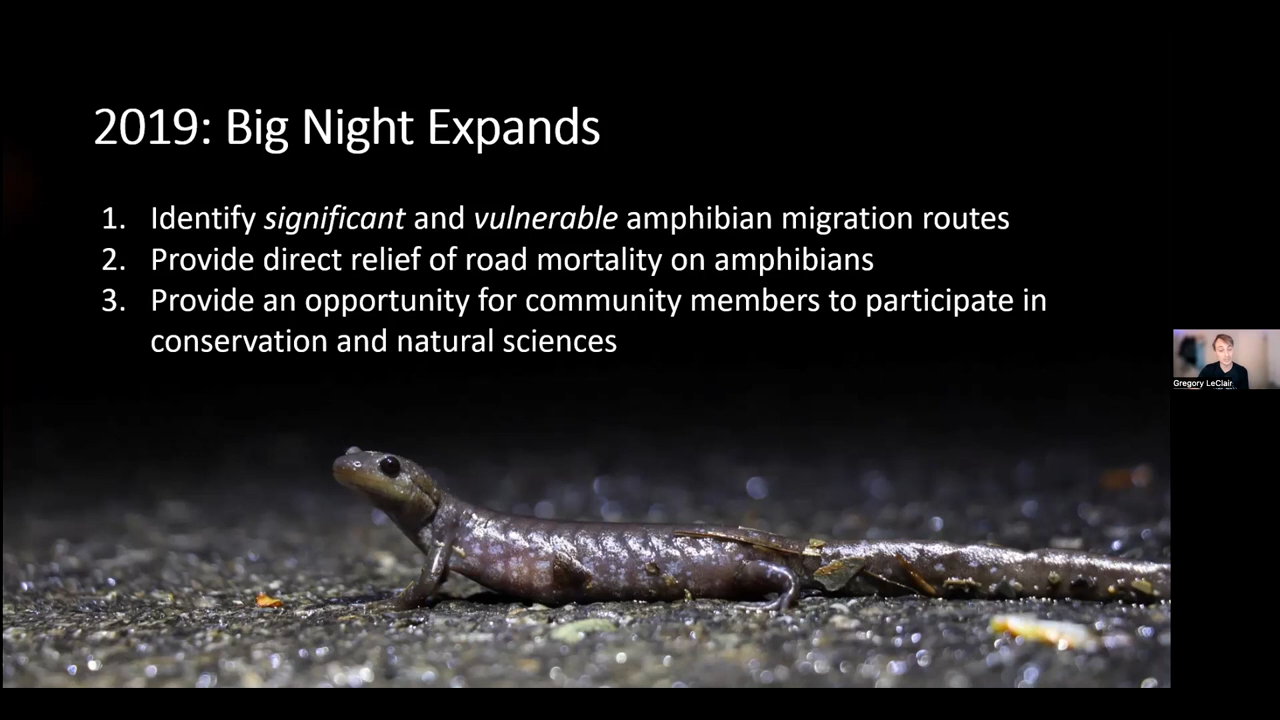 2019: Big Night Expands
1. Identify significant and vulnerable amphibian migration routes
2. Provide direct relief of road mortality on amphibians
3. Provide an opportunity for community members to participate in
conservation and natural sciences
Gregory LeClair